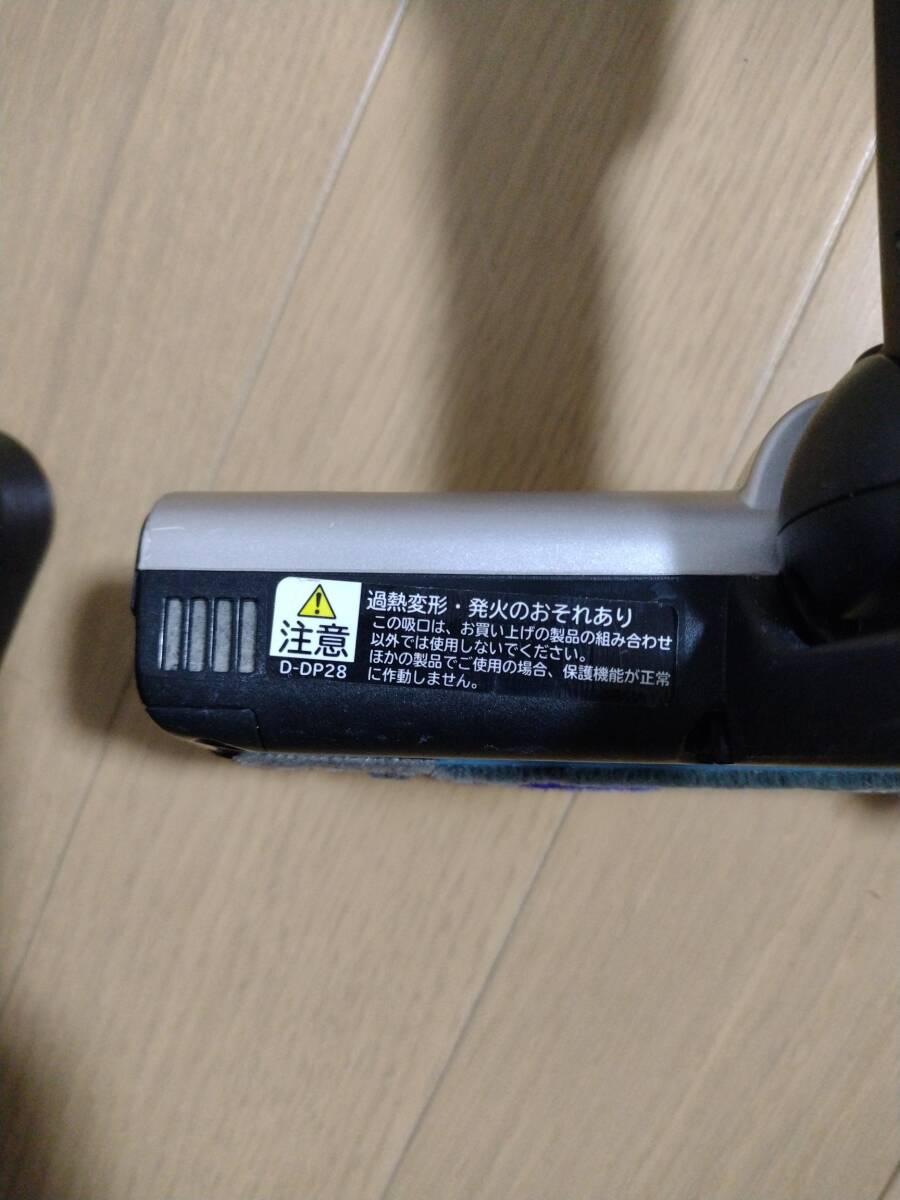 注意
D-DP28
過熱変形・発火のおそれあり
この吸口は、お買い上げの製品の組み合わせ
以外では使用しないでください。
ほかの製品でご使用の場合、保護機能が正常
に作動しません。